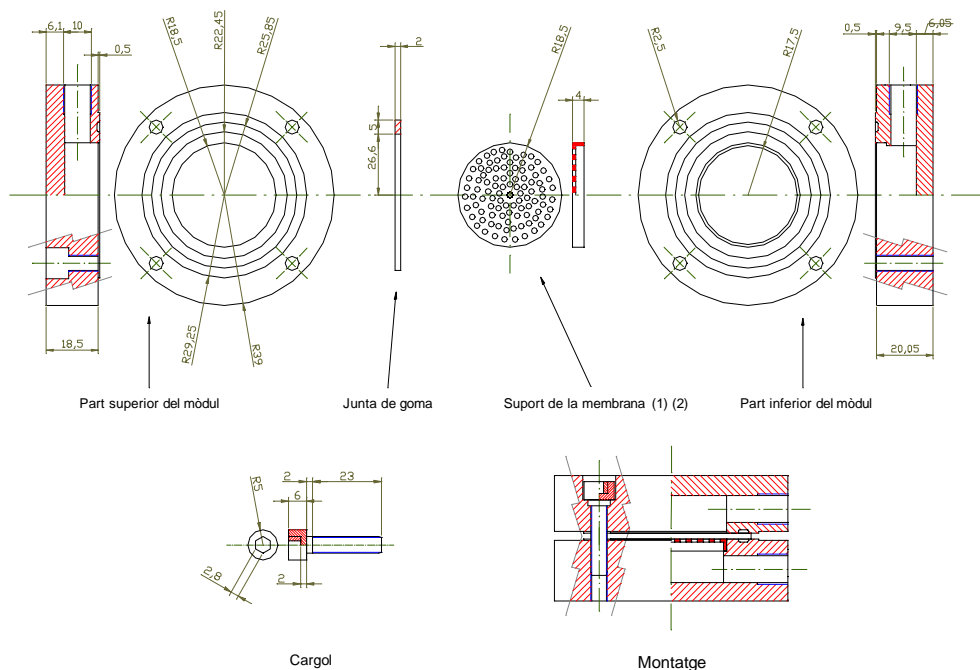 6,1
10
0,5
R18,5
R22,45
R25,85
2
5
26,6
R18,5
4
R2,5
R17,5
0,5
9,5
6,05
18,5
R29,25
R39
20,05
Part superior del mòdul
Junta de goma
Suport de la membrana (1) (2)
Part inferior del mòdul
R5
2
23
6
2,8
2
Cargol
Montatge